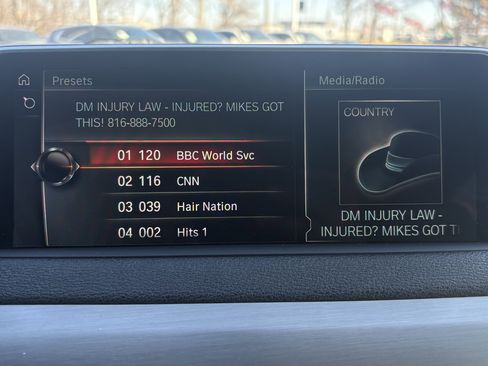 Presets
DM INJURY LAW - INJURED? MIKES GOT
THIS! 816-888-7500
01 120 BBC World Svc
02 116 CNN
03 039 Hair Nation
04 002 Hits 1
Media/Radio
COUNTRY
DM INJURY LAW -
INJURED? MIKES GOT